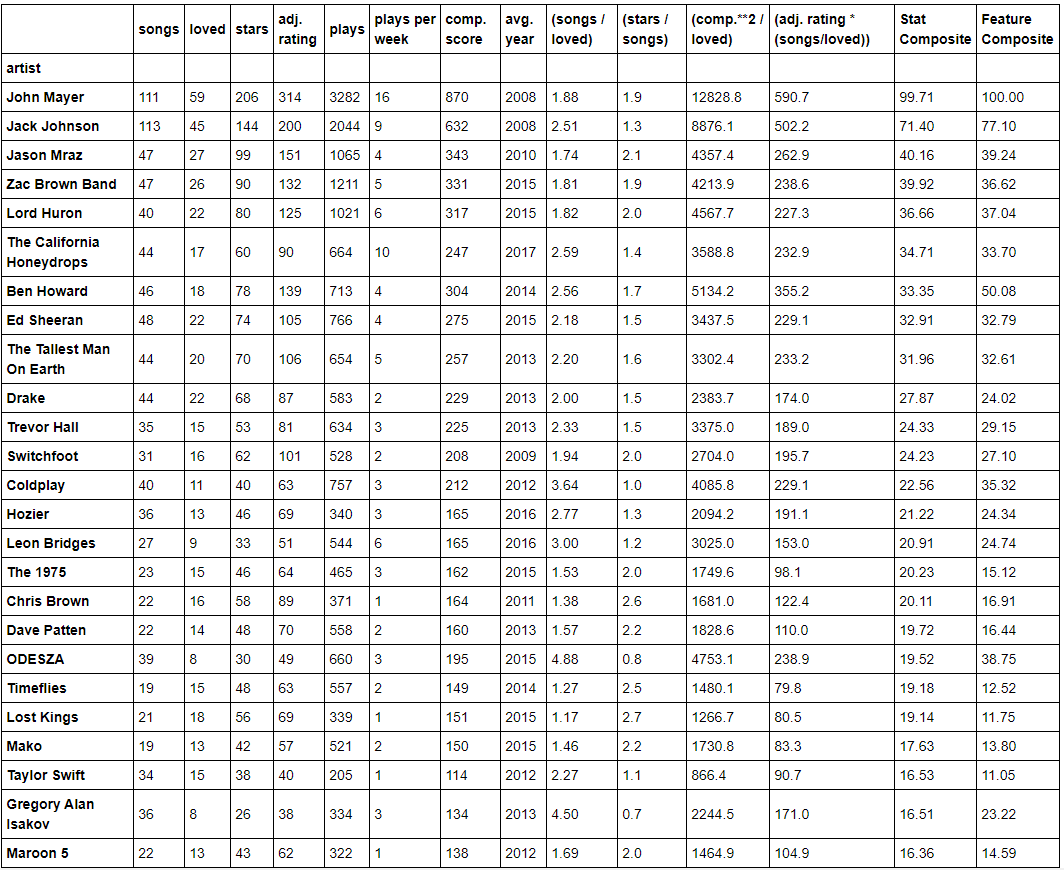 songs loved stars adj. rating plays plays per week comp. score avg. year (songs / loved) (stars / songs) (comp.**2 / loved) (adj. rating * (songs/loved)) Stat Composite Feature Composite
artist
John Mayer 111 59 206 314 3282 16 870 2008 1.88 1.9 12828.8 590.7 99.71 100.00
Jack Johnson 113 45 144 200 2044 9 632 2008 2.51 1.3 8876.1 502.2 71.40 77.10
Jason Mraz 47 27 99 151 1065 4 343 2010 1.74 2.1 4357.4 262.9 40.16 39.24
Zac Brown Band 47 26 90 132 1211 5 331 2015 1.81 1.9 4213.9 238.6 39.92 36.62
Lord Huron 40 22 80 125 1021 6 317 2015 1.82 2.0 4567.7 227.3 36.66 37.04
The California Honeydrops 44 17 60 90 664 10 247 2017 2.59 1.4 3588.8 232.9 34.71 33.70
Ben Howard 46 18 78 139 713 4 304 2014 2.56 1.7 5134.2 355.2 33.35 50.08
Ed Sheeran 48 22 74 105 766 4 275 2015 2.18 1.5 3437.5 229.1 32.91 32.79
The Tallest Man On Earth 44 20 70 106 654 5 257 2013 2.20 1.6 3302.4 233.2 31.96 32.61
Drake 44 22 68 87 583 2 229 2013 2.00 1.5 2383.7 174.0 27.87 24.02
Trevor Hall 35 15 53 81 634 3 225 2013 2.33 1.5 3375.0 189.0 24.33 29.15
Switchfoot 31 16 62 101 528 2 208 2009 1.94 2.0 2704.0 195.7 24.23 27.10
Coldplay 40 11 40 63 757 3 212 2012 3.64 1.0 4085.8 229.1 22.56 35.32
Hozier 36 13 46 69 340 3 165 2016 2.77 1.3 2094.2 191.1 21.22 24.34
Leon Bridges 27 9 33 51 544 6 165 2016 3.00 1.2 3025.0 153.0 20.91 24.74
The 1975 23 15 46 64 465 3 162 2015 1.53 2.0 1749.6 98.1 20.23 15.12
Chris Brown 22 16 58 89 371 1 164 2011 1.38 2.6 1681.0 122.4 20.11 16.91
Dave Patten 22 14 48 70 558 2 160 2013 1.57 2.2 1828.6 110.0 19.72 16.44
ODESZA 39 8 30 49 660 3 195 2015 4.88 0.8 4753.1 238.9 19.52 38.75
Timeflies 19 15 48 63 557 2 149 2014 1.27 2.5 1480.1 79.8 19.18 12.52
Lost Kings 21 18 56 69 339 1 151 2015 1.17 2.7 1266.7 80.5 19.14 11.75
Mako 19 13 42 57 521 2 150 2015 1.46 2.2 1730.8 83.3 17.63 13.80
Taylor Swift 34 15 38 40 205 1 114 2012 2.27 1.1 866.4 90.7 16.53 11.05
Gregory Alan Isakov 36 8 26 38 334 3 134 2013 4.50 0.7 2244.5 171.0 16.51 23.22
Maroon 5 22 13 43 62 322 1 138 2012 1.69 2.0 1464.9 104.9 16.36 14.59